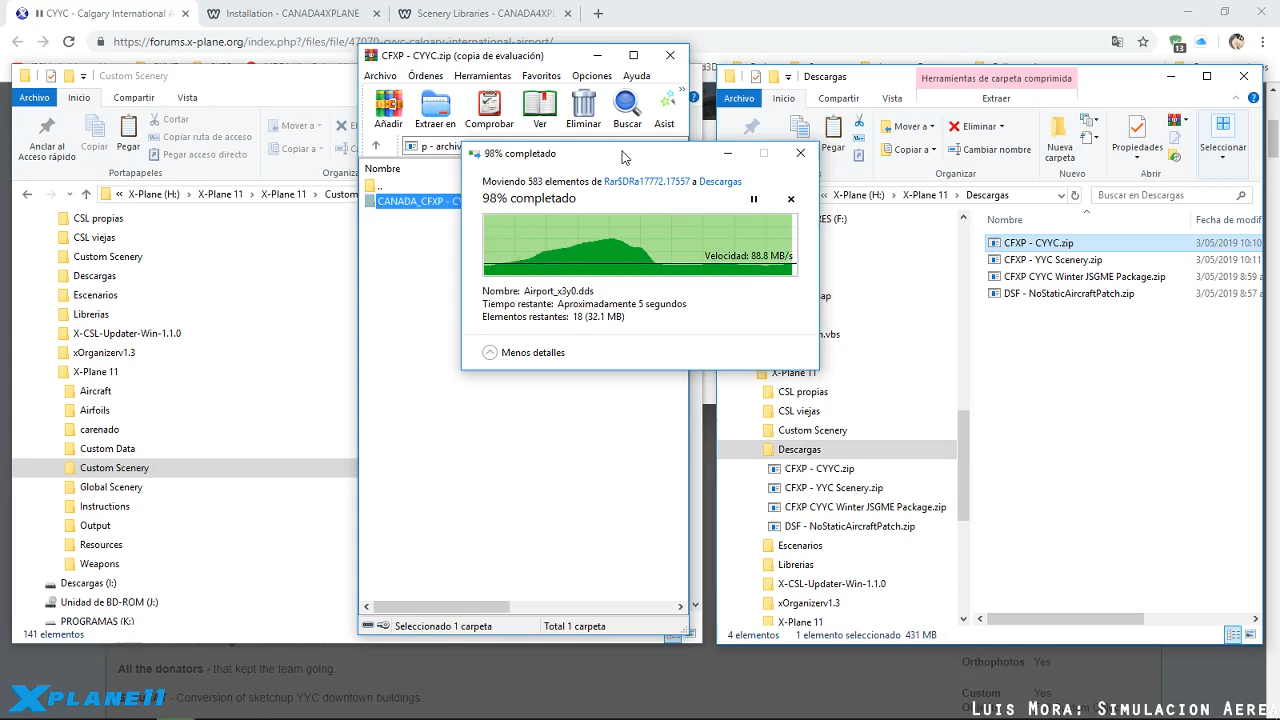 CYYC - Calgary International A
Installation - CANADA4XPLANE
Scenery Libraries - CANADA4XPL
https://forums.x-plane.org/index.php?/files/file/47070-cyyc-calgary-international-airport/
13
Custom Scenery
Archivo Inicio Compartir Vista
Anclar al Acceso rápido
Copiar
Pegar
Cortar
Copiar ruta de acceso
Pegar acceso directo
Mover a
Copiar a
Portapapeles
Organiz
X-Plane (H:) > X-Plane 11 > X-Plane 11 > Custom
CSL propias
CSL viejas
Custom Scenery
Descargas
Escenarios
Librerias
X-CSL-Updater-Win-1.1.0
xOrganizerv1.3
X-Plane 11
Aircraft
Airfoils
carenado
Custom Data
Custom Scenery
Global Scenery
Instructions
Output
Resources
Weapons
Descargas (I:)
Unidad de BD-ROM (J:)
PROGRAMAS (K:)
141 elementos
CFXP - CYYC.zip (copia de evaluación)
Archivo Órdenes Herramientas Favoritos Opciones Ayuda
Añadir Extraer en Comprobar Ver Eliminar Buscar Asist
Nombre
..
CANADA_CFXP - CY
Seleccionado 1 carpeta
Total 1 carpeta
98% completado
Moviendo 583 elementos de Rar$DRa17772.17557 a Descargas
98% completado
Velocidad: 88.8 MB/s
Nombre: Airport_x3y0.dds
Tiempo restante: Aproximadamente 5 segundos
Elementos restantes: 18 (32.1 MB)
Menos detalles
Descargas
Herramientas de carpeta comprimida
Archivo Inicio Compartir Vista Extraer
Pegar
Mover a
Copiar a
Eliminar
Cambiar nombre
Nueva carpeta
Propiedades
Seleccionar
Organizar
Nuevo
Abrir
X-Plane (H:) > X-Plane 11 > Descargas
Buscar en Descargas
Nombre
Fecha de modif
CFXP - CYYC.zip 3/05/2019 10:10
CFXP - YYC Scenery.zip 3/05/2019 10:11
CFXP CYYC Winter JSGME Package.zip 3/05/2019 8:59
DSF - NoStaticAircraftPatch.zip 3/05/2019 8:57
X-Plane 11
CSL propias
CSL viejas
Custom Scenery
Descargas
CFXP - CYYC.zip
CFXP - YYC Scenery.zip
CFXP CYYC Winter JSGME Package.zip
DSF - NoStaticAircraftPatch.zip
Escenarios
Librerias
X-CSL-Updater-Win-1.1.0
xOrganizerv1.3
X-Plane 11
4 elementos
1 elemento seleccionado 431 MB
All the donators - that kept the team going.
Conversion of sketchup YYC downtown buildings.
Orthophotos Yes
Custom
Yes
XPLANE11
LUIS MORA: SIMULACION AEREA